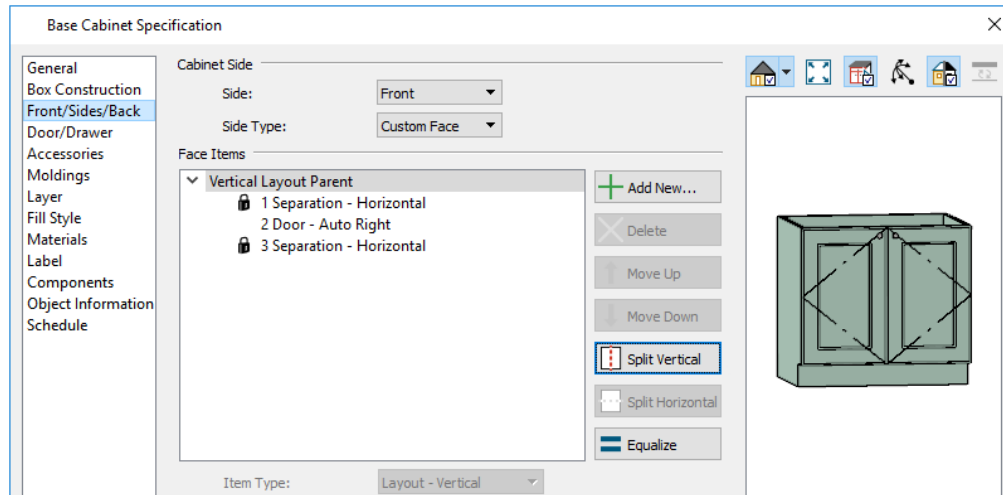 Base Cabinet Specification
General
Box Construction
Front/Sides/Back
Door/Drawer
Accessories
Moldings
Layer
Fill Style
Materials
Label
Components
Object Information
Schedule
Cabinet Side
Side: Front
Side Type: Custom Face
Face Items
Vertical Layout Parent
1 Separation - Horizontal
2 Door - Auto Right
3 Separation - Horizontal
Add New...
Delete
Move Up
Move Down
Split Vertical
Split Horizontal
Equalize
Item Type: Layout - Vertical